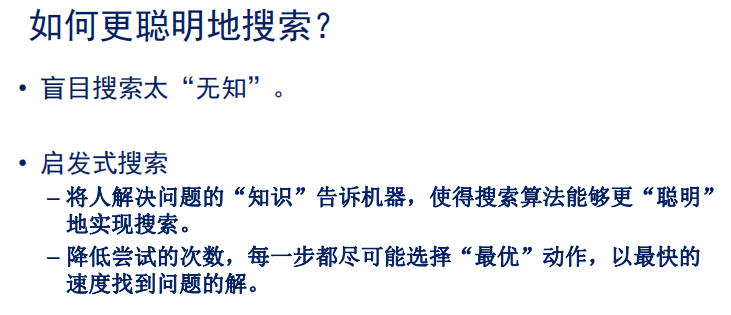 如何更聪明地搜索？
• 盲目搜索太“无知”。
• 启发式搜索
– 将人解决问题的“知识”告诉机器，使得搜索算法能够更“聪明”
地实现搜索。
– 降低尝试的次数，每一步都尽可能选择“最优”动作，以最快的
速度找到问题的解。